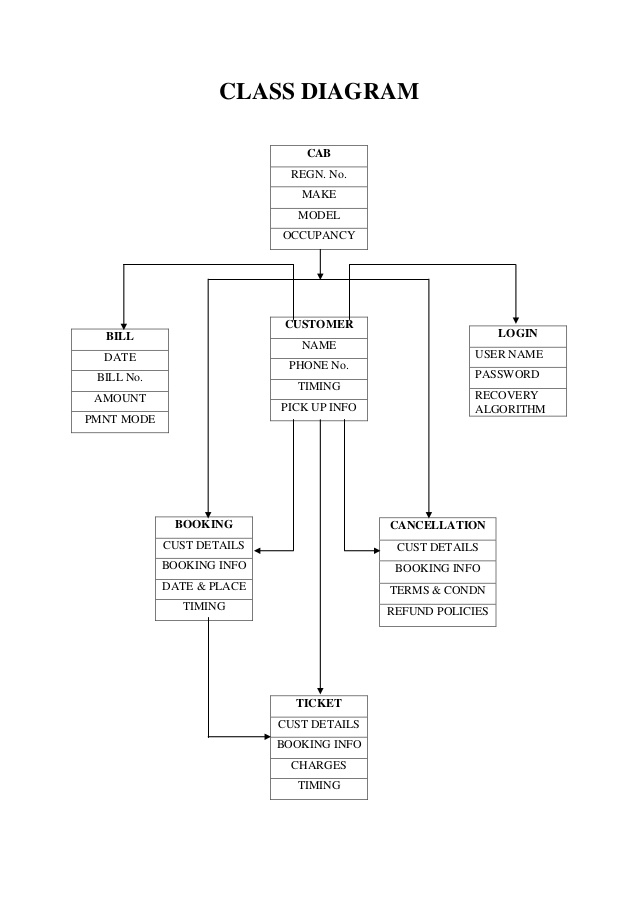 CLASS DIAGRAM
CAB
REGN. No.
MAKE
MODEL
OCCUPANCY
BILL
DATE
BILL No.
AMOUNT
PMNT MODE
CUSTOMER
NAME
PHONE No.
TIMING
PICK UP INFO
LOGIN
USER NAME
PASSWORD
RECOVERY
ALGORITHM
BOOKING
CUST DETAILS
BOOKING INFO
DATE & PLACE
TIMING
CANCELLATION
CUST DETAILS
BOOKING INFO
TERMS & CONDN
REFUND POLICIES
TICKET
CUST DETAILS
BOOKING INFO
CHARGES
TIMING